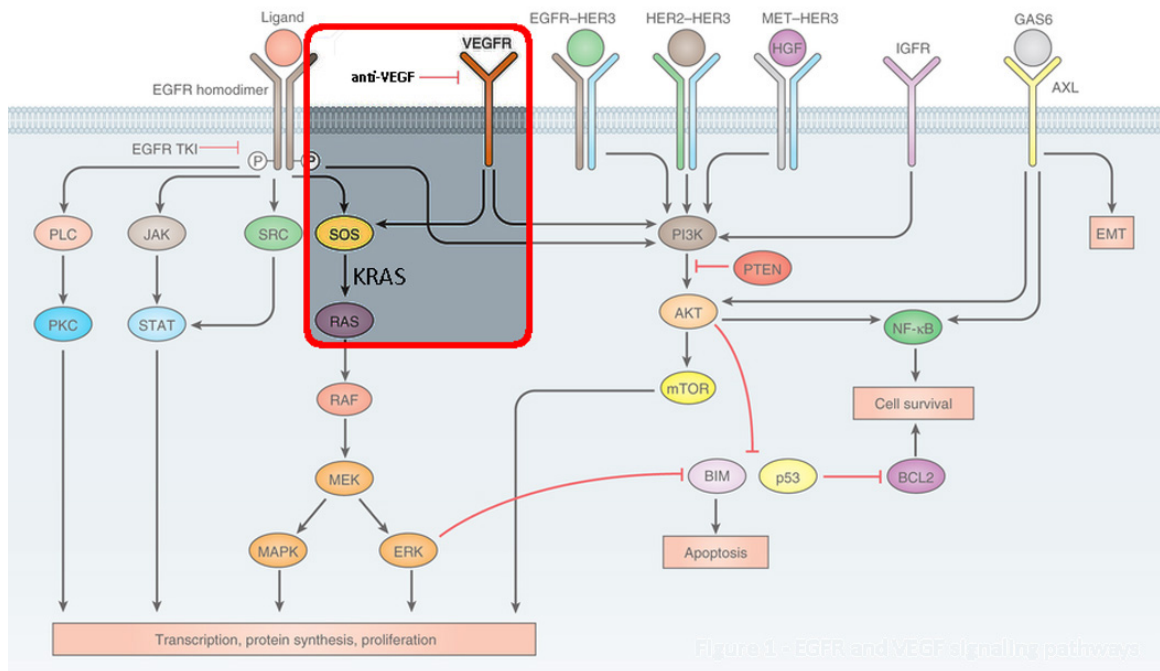 Ligand
VEGFR
EGFR–HER3
HER2–HER3
MET–HER3
GAS6
HGF
IGFR
anti-VEGF
EGFR homodimer
AXL
EGFR TKI
P
P
PLC
JAK
SRC
SOS
PI3K
EMT
KRAS
PTEN
PKC
STAT
RAS
AKT
NF-κB
RAF
mTOR
Cell survival
MEK
BIM
p53
BCL2
MAPK
ERK
Apoptosis
Transcription, protein synthesis, proliferation
Figure 1 - EGFR and VEGF signaling pathways